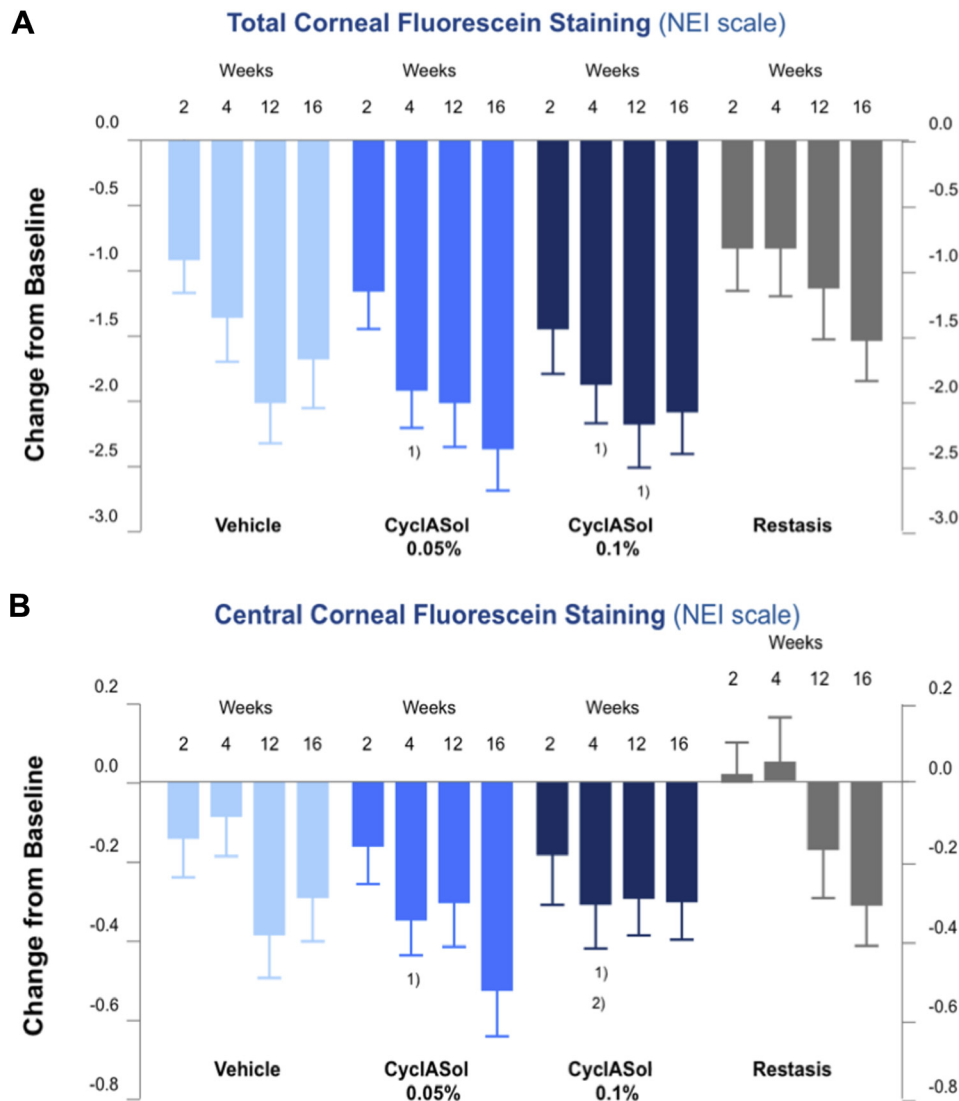 A
Total Corneal Fluorescein Staining (NEI scale)
Weeks Weeks Weeks Weeks
2 4 12 16 2 4 12 16 2 4 12 16 2 4 12 16
0.0 0.0
-0.5 -0.5
-1.0 -1.0
-1.5 -1.5
-2.0 -2.0
-2.5 -2.5
-3.0 -3.0
Change from Baseline
1) 1)
1)
Vehicle CyclASol CyclASol Restasis
0.05% 0.1%
B
Central Corneal Fluorescein Staining (NEI scale)
Weeks
2 4 12 16
0.2 0.2
Weeks Weeks Weeks
2 4 12 16 2 4 12 16 2 4 12 16
0.0 0.0
-0.2 -0.2
-0.4 -0.4
-0.6 -0.6
-0.8 -0.8
Change from Baseline
1) 1)
2)
Vehicle CyclASol CyclASol Restasis
0.05% 0.1%